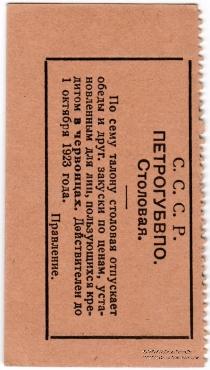 С. С. С. Р.
ПЕТРОГУБВПО.
Столовая.
По сему талону столовая отпускает
обеды и друг. закуски по ценам, уста-
новленным для лиц, пользующихся кре-
дитом в червонцах. Действителен до
1 октября 1923 года.
Правление.